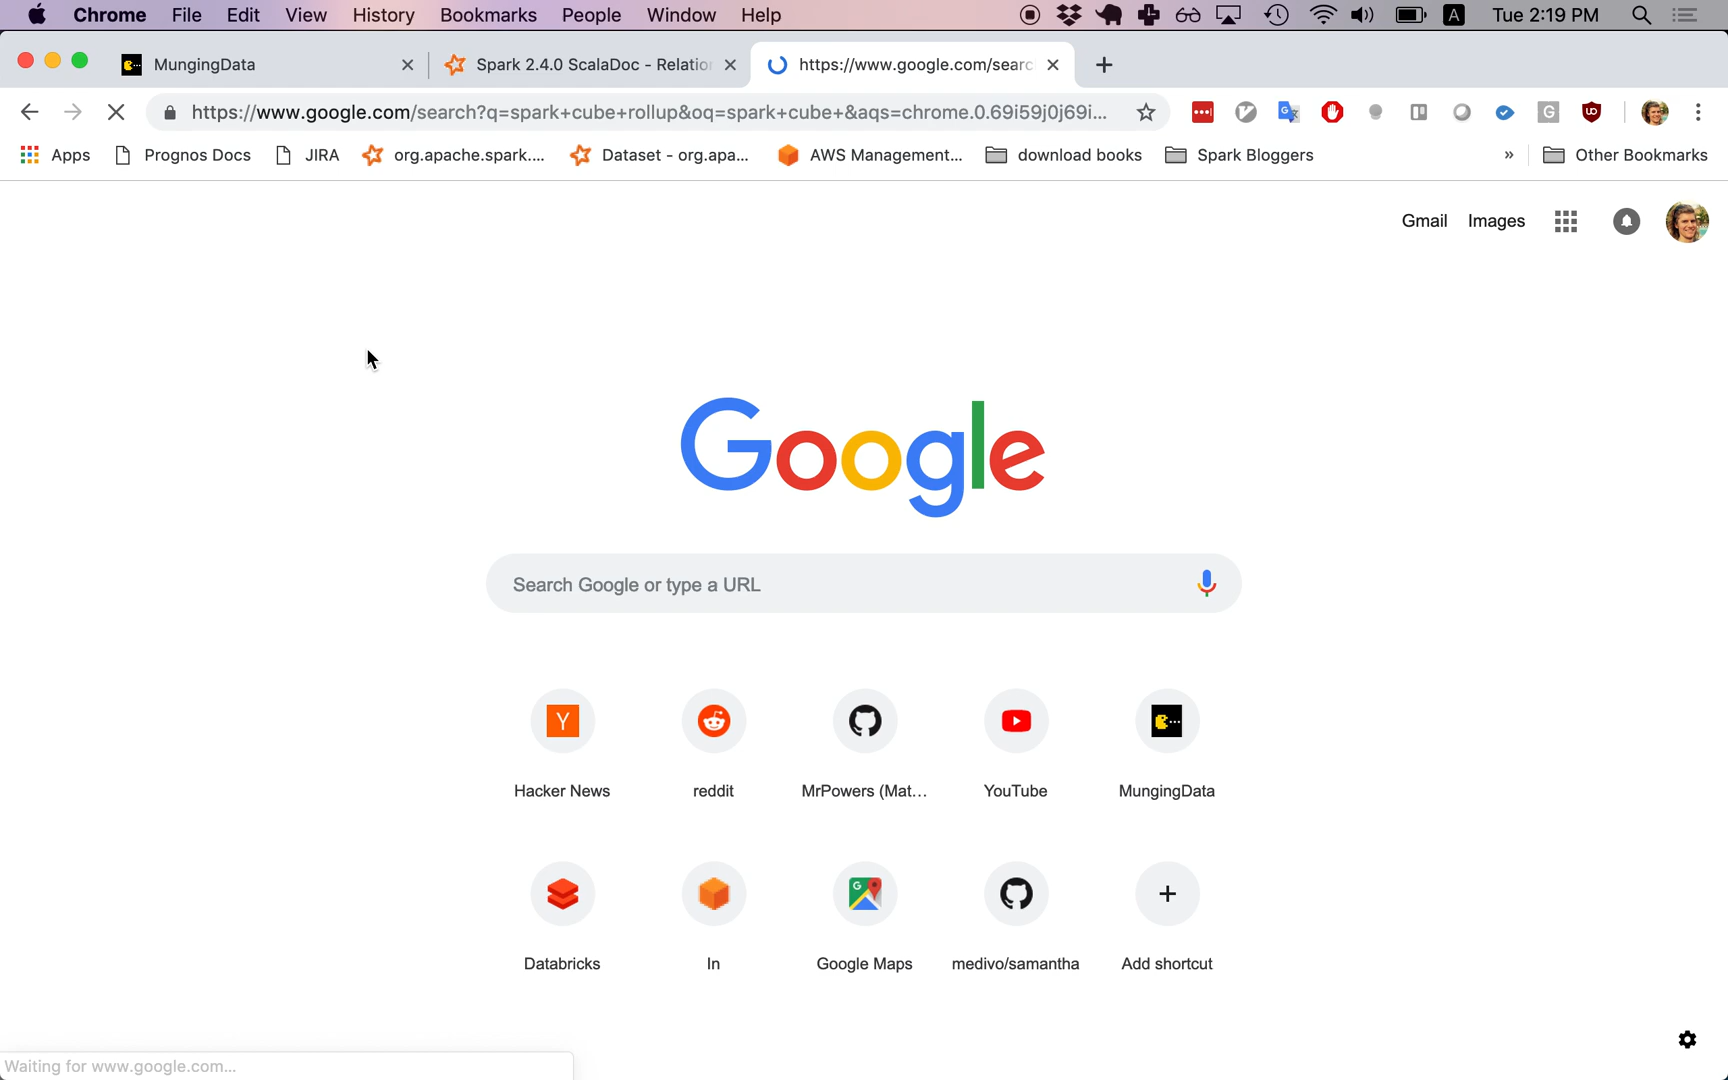 Chrome File Edit View History Bookmarks People Window Help A Tue 2:19 PM
MungingData Spark 2.4.0 ScalaDoc - Relatio https://www.google.com/searc
https://www.google.com/search?q=spark+cube+rollup&oq=spark+cube+&aqs=chrome.0.69i59j0j69i...
Apps Prognos Docs JIRA org.apache.spark.... Dataset - org.apa... AWS Management... download books Spark Bloggers » Other Bookmarks
Gmail Images
Google
Search Google or type a URL
Hacker News reddit MrPowers (Mat... YouTube MungingData
Databricks In Google Maps medivo/samantha Add shortcut
Waiting for www.google.com...